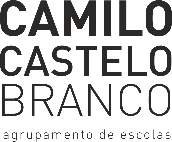 CAMILO
CASTELO
BRANCO
agrupamento de escolas